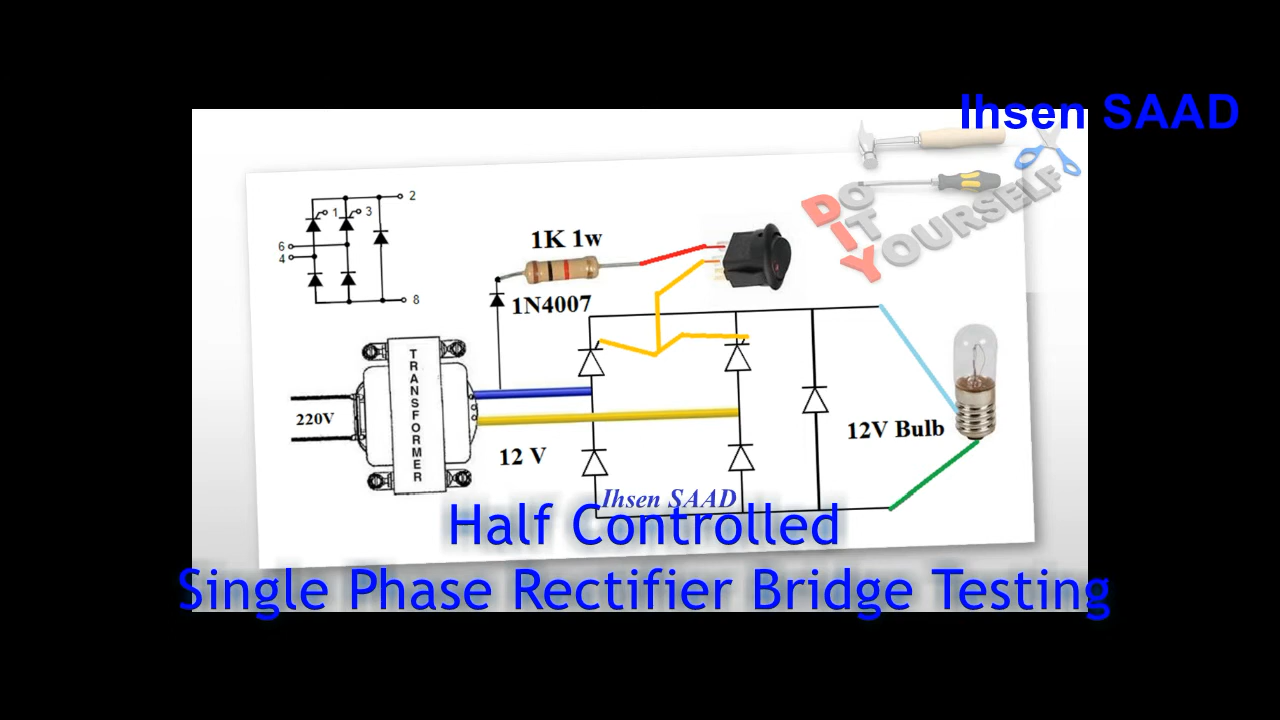 Ihsen SAAD
DO
IT
YOURSELF
2
1
3
6
4
8
1K 1w
1N4007
TRANSFORMER
220V
12 V
12V Bulb
Ihsen SAAD
Half Controlled
Single Phase Rectifier Bridge Testing